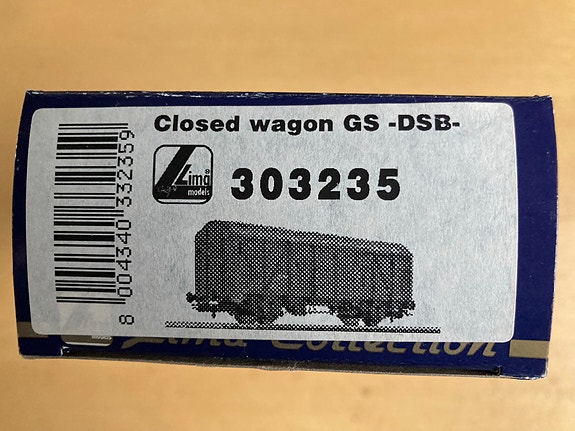 Closed wagon GS -DSB-
Lima®
models
303235
8 004340 332359
Lima Collection